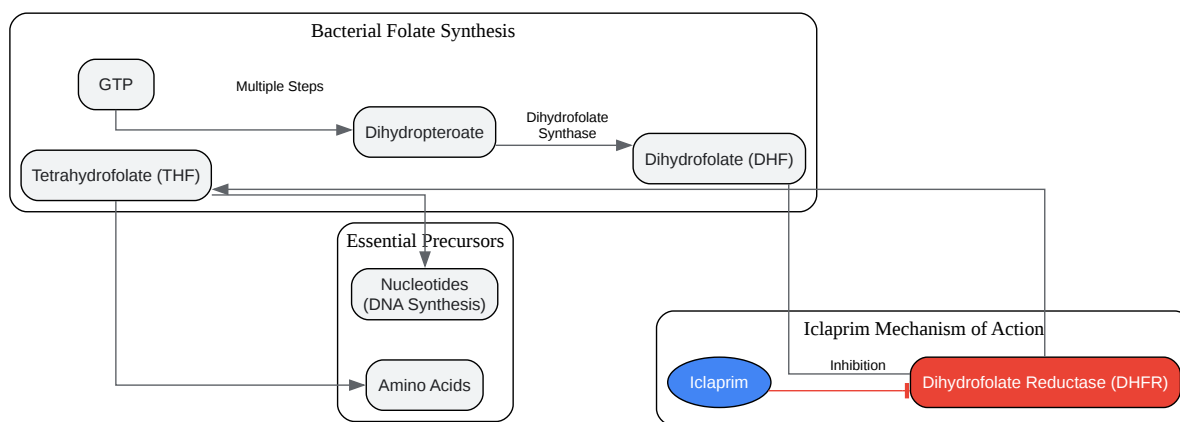 Bacterial Folate Synthesis
GTP
Multiple Steps
Dihydropteroate
Dihydrofolate
Synthase
Dihydrofolate (DHF)
Tetrahydrofolate (THF)
Essential Precursors
Nucleotides
(DNA Synthesis)
Amino Acids
Iclaprim Mechanism of Action
Iclaprim
Inhibition
Dihydrofolate Reductase (DHFR)